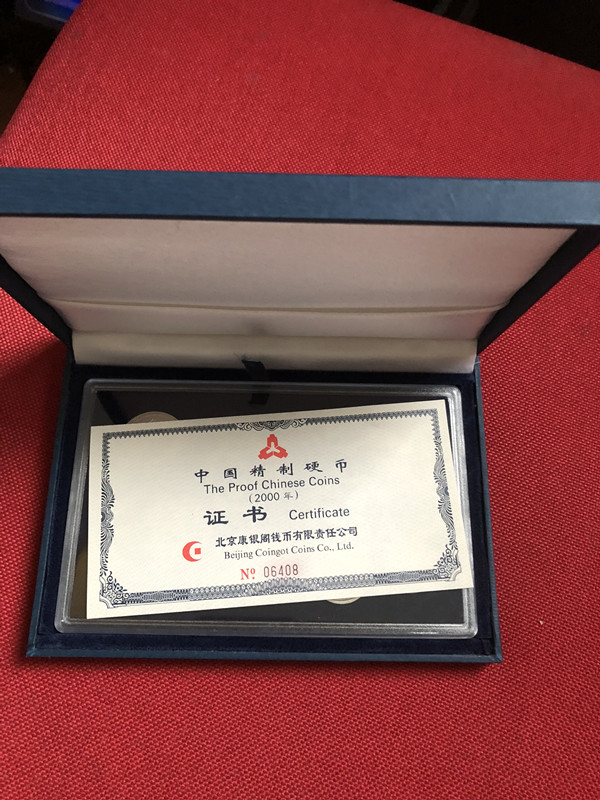 中国精制硬币
The Proof Chinese Coins
(2000年)
证书 Certificate
北京康银阁钱币有限责任公司
Beijing Coingot Coins Co., Ltd.
Nº 06408